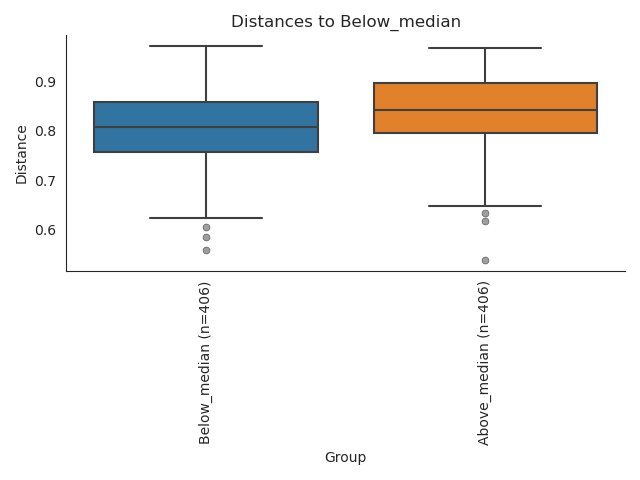 Distances to Below_median
Distance
0.9
0.8
0.7
0.6
Below_median (n=406)
Above_median (n=406)
Group